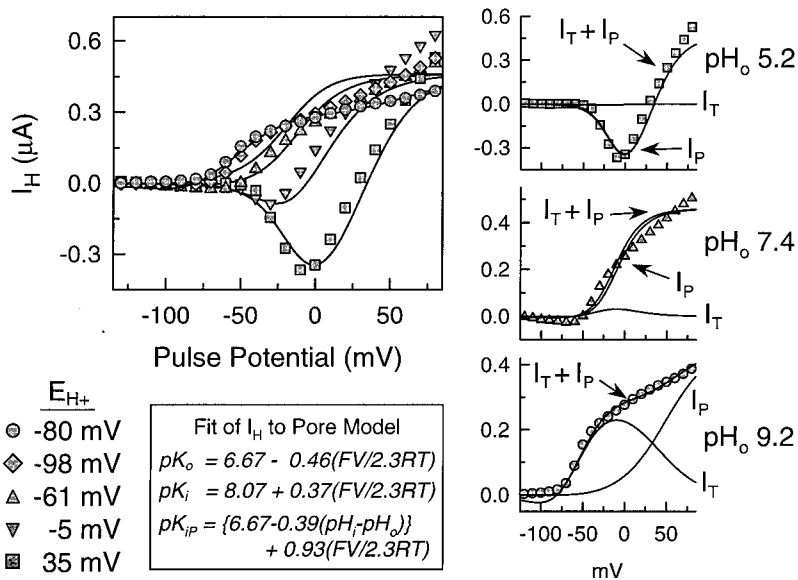 0.6
0.3
0.0
-0.3
I_H (μA)
-100 -50 0 50
Pulse Potential (mV)
E_H+
-80 mV
-98 mV
-61 mV
-5 mV
35 mV
Fit of I_H to Pore Model
pK_o = 6.67 - 0.46(FV/2.3RT)
pK_i = 8.07 + 0.37(FV/2.3RT)
pK_iP = {6.67-0.39(pH_i-pH_o)}
+ 0.93(FV/2.3RT)
0.6
0.3
0.0
-0.3
I_T + I_P
pH_o 5.2
I_T
I_P
0.4
0.2
0.0
I_T + I_P
pH_o 7.4
I_P
I_T
0.4
0.2
0.0
I_T + I_P
I_P
pH_o 9.2
I_T
-100 -50 0 50
mV